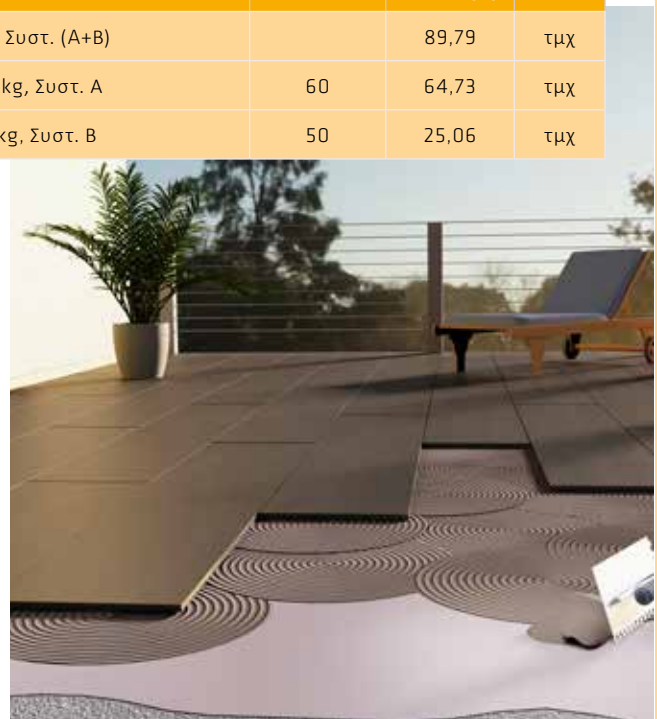 Συστ. (Α+Β) 89,79 τμχ
kg, Συστ. Α 60 64,73 τμχ
kg, Συστ. Β 50 25,06 τμχ